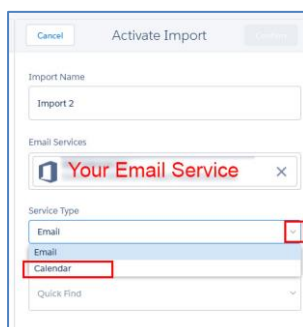 Cancel Activate Import Confirm
Import Name
Import 2
Email Services
Your Email Service
Service Type
Email
Email
Calendar
Quick Find